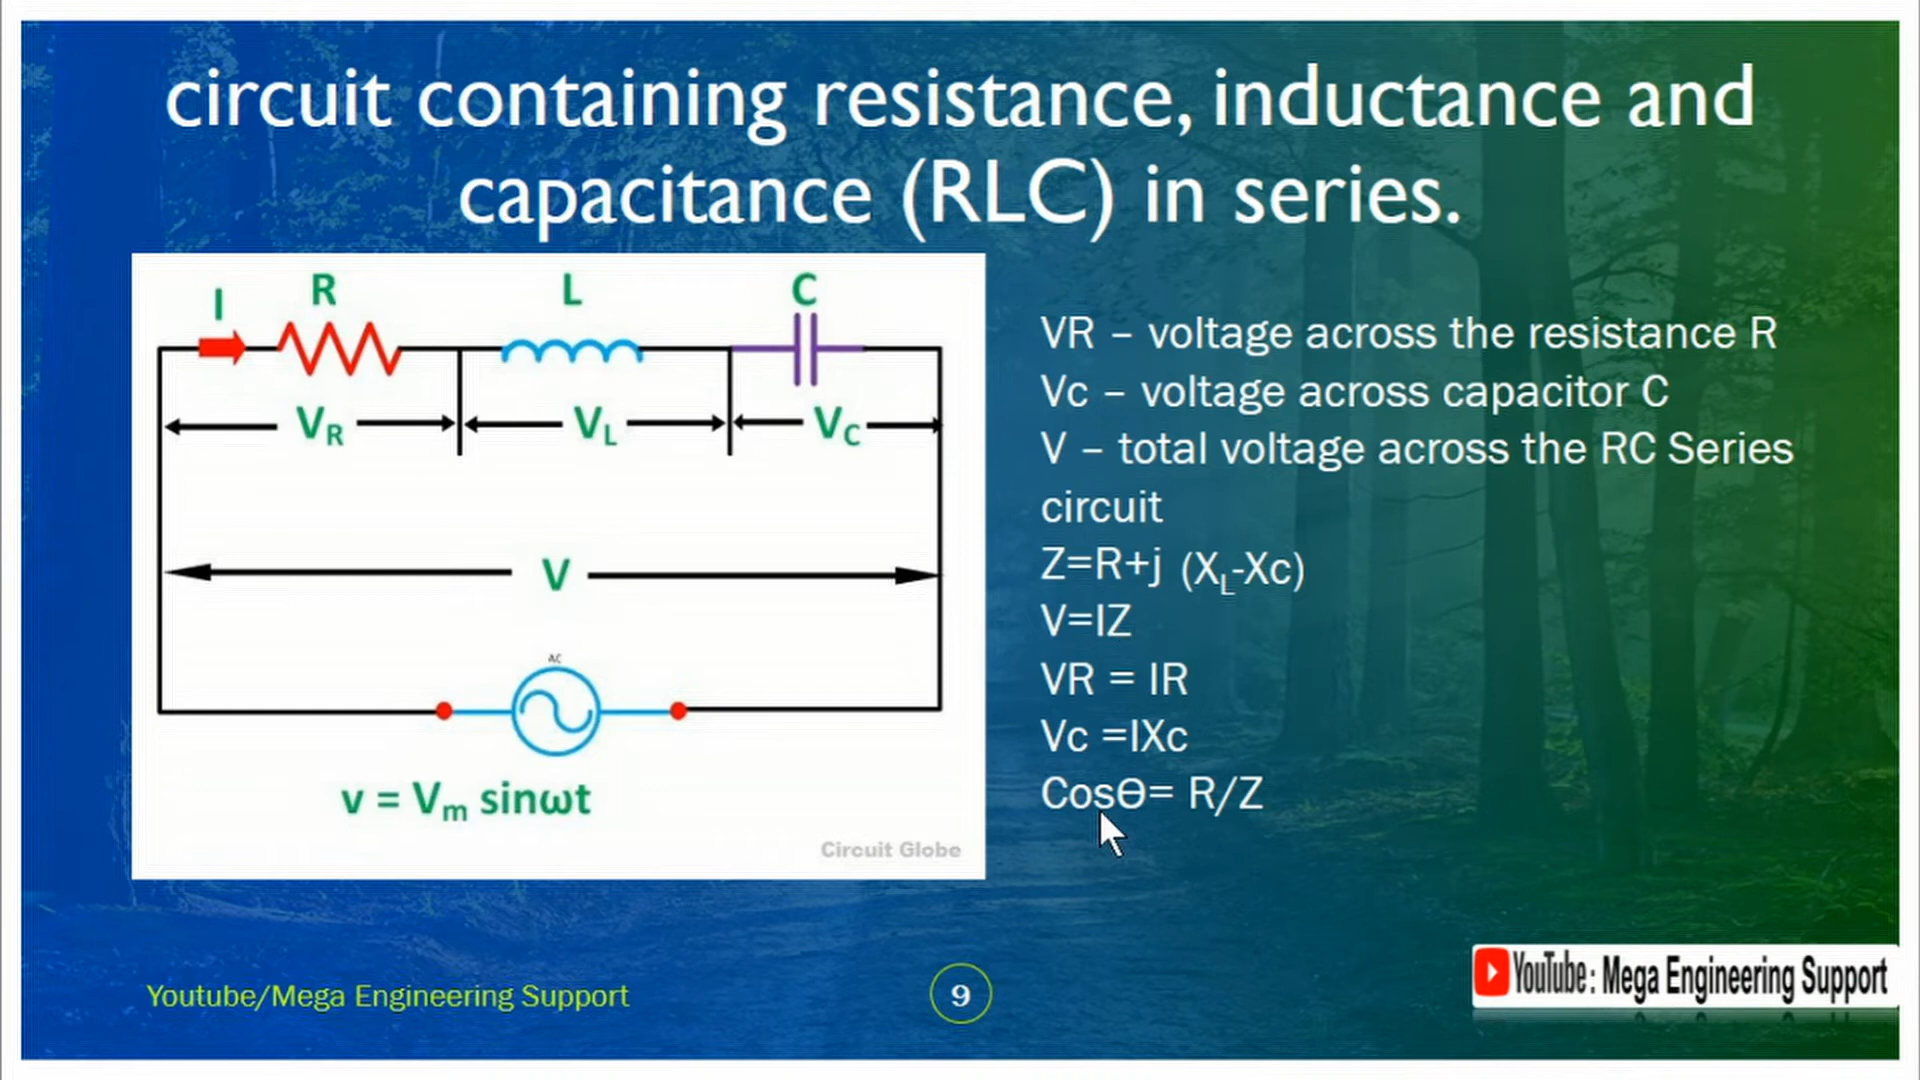 circuit containing resistance, inductance and
capacitance (RLC) in series.
I R L C
VR VL VC
V
AC
v = Vm sinωt
Circuit Globe
VR – voltage across the resistance R
Vc – voltage across capacitor C
V – total voltage across the RC Series
circuit
Z=R+j (XL-Xc)
V=IZ
VR = IR
Vc =IXc
CosΘ= R/Z
Youtube/Mega Engineering Support
9
YouTube: Mega Engineering Support